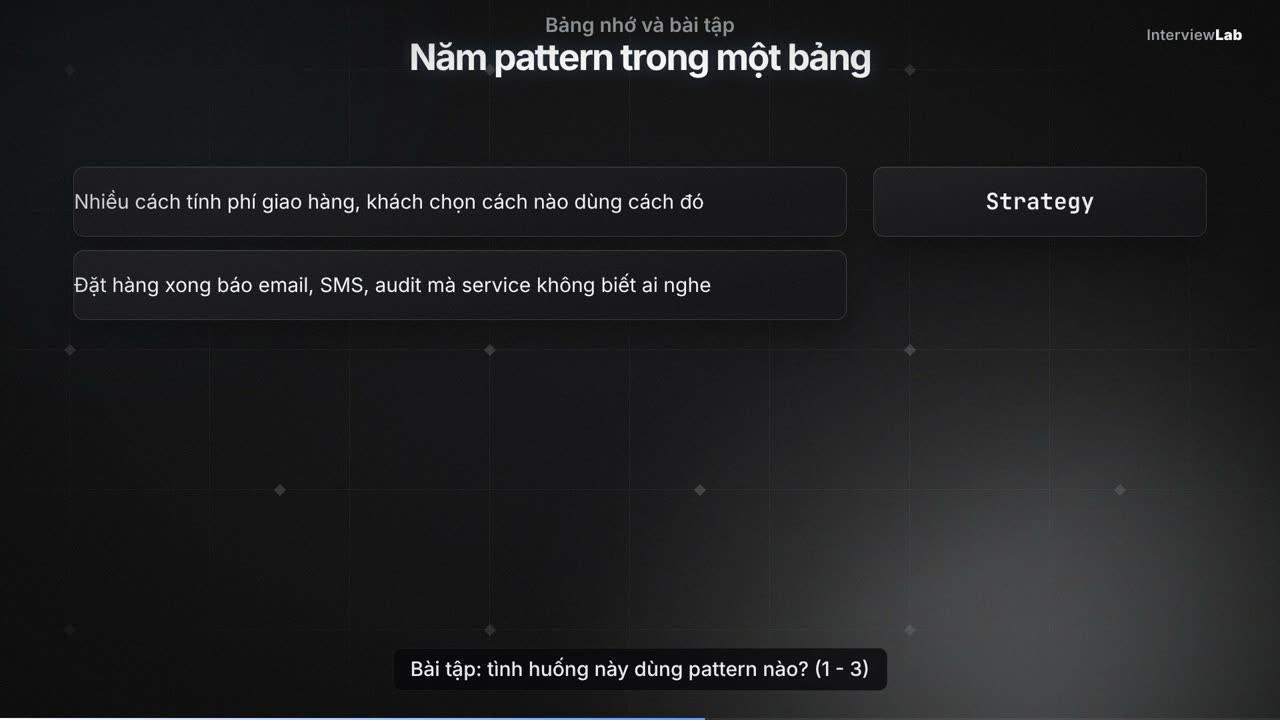 Bảng nhớ và bài tập
Năm pattern trong một bảng
InterviewLab
Nhiều cách tính phí giao hàng, khách chọn cách nào dùng cách đó
Strategy
Đặt hàng xong báo email, SMS, audit mà service không biết ai nghe
Bài tập: tình huống này dùng pattern nào? (1 - 3)